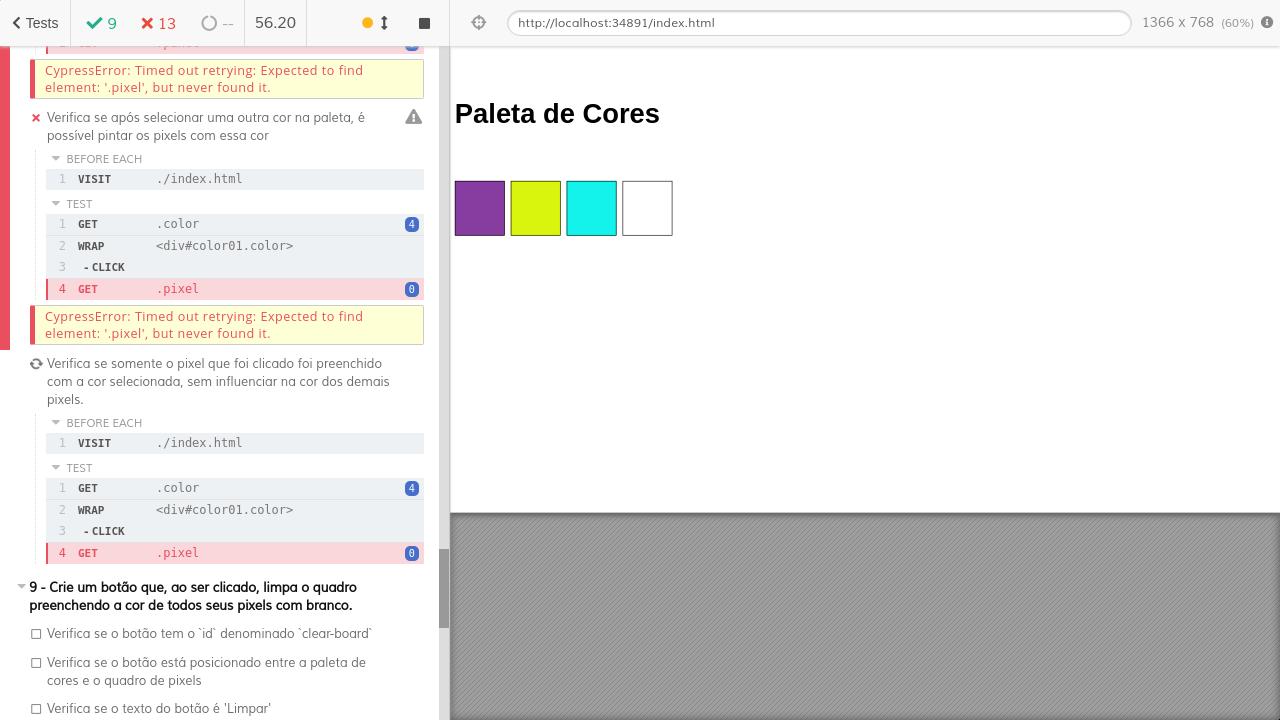 Tests 9 13 -- 56.20 http://localhost:34891/index.html 1366 x 768 (60%)
CypressError: Timed out retrying: Expected to find
element: '.pixel', but never found it.
Verifica se após selecionar uma outra cor na paleta, é
possível pintar os pixels com essa cor
BEFORE EACH
1 VISIT ./index.html
TEST
1 GET .color 4
2 WRAP <div#color01.color>
3 -CLICK
4 GET .pixel 0
CypressError: Timed out retrying: Expected to find
element: '.pixel', but never found it.
Verifica se somente o pixel que foi clicado foi preenchido
com a cor selecionada, sem influenciar na cor dos demais
pixels.
BEFORE EACH
1 VISIT ./index.html
TEST
1 GET .color 4
2 WRAP <div#color01.color>
3 -CLICK
4 GET .pixel 0
9 - Crie um botão que, ao ser clicado, limpa o quadro
preenchendo a cor de todos seus pixels com branco.
Verifica se o botão tem o `id` denominado `clear-board`
Verifica se o botão está posicionado entre a paleta de
cores e o quadro de pixels
Verifica se o texto do botão é 'Limpar'
Paleta de Cores